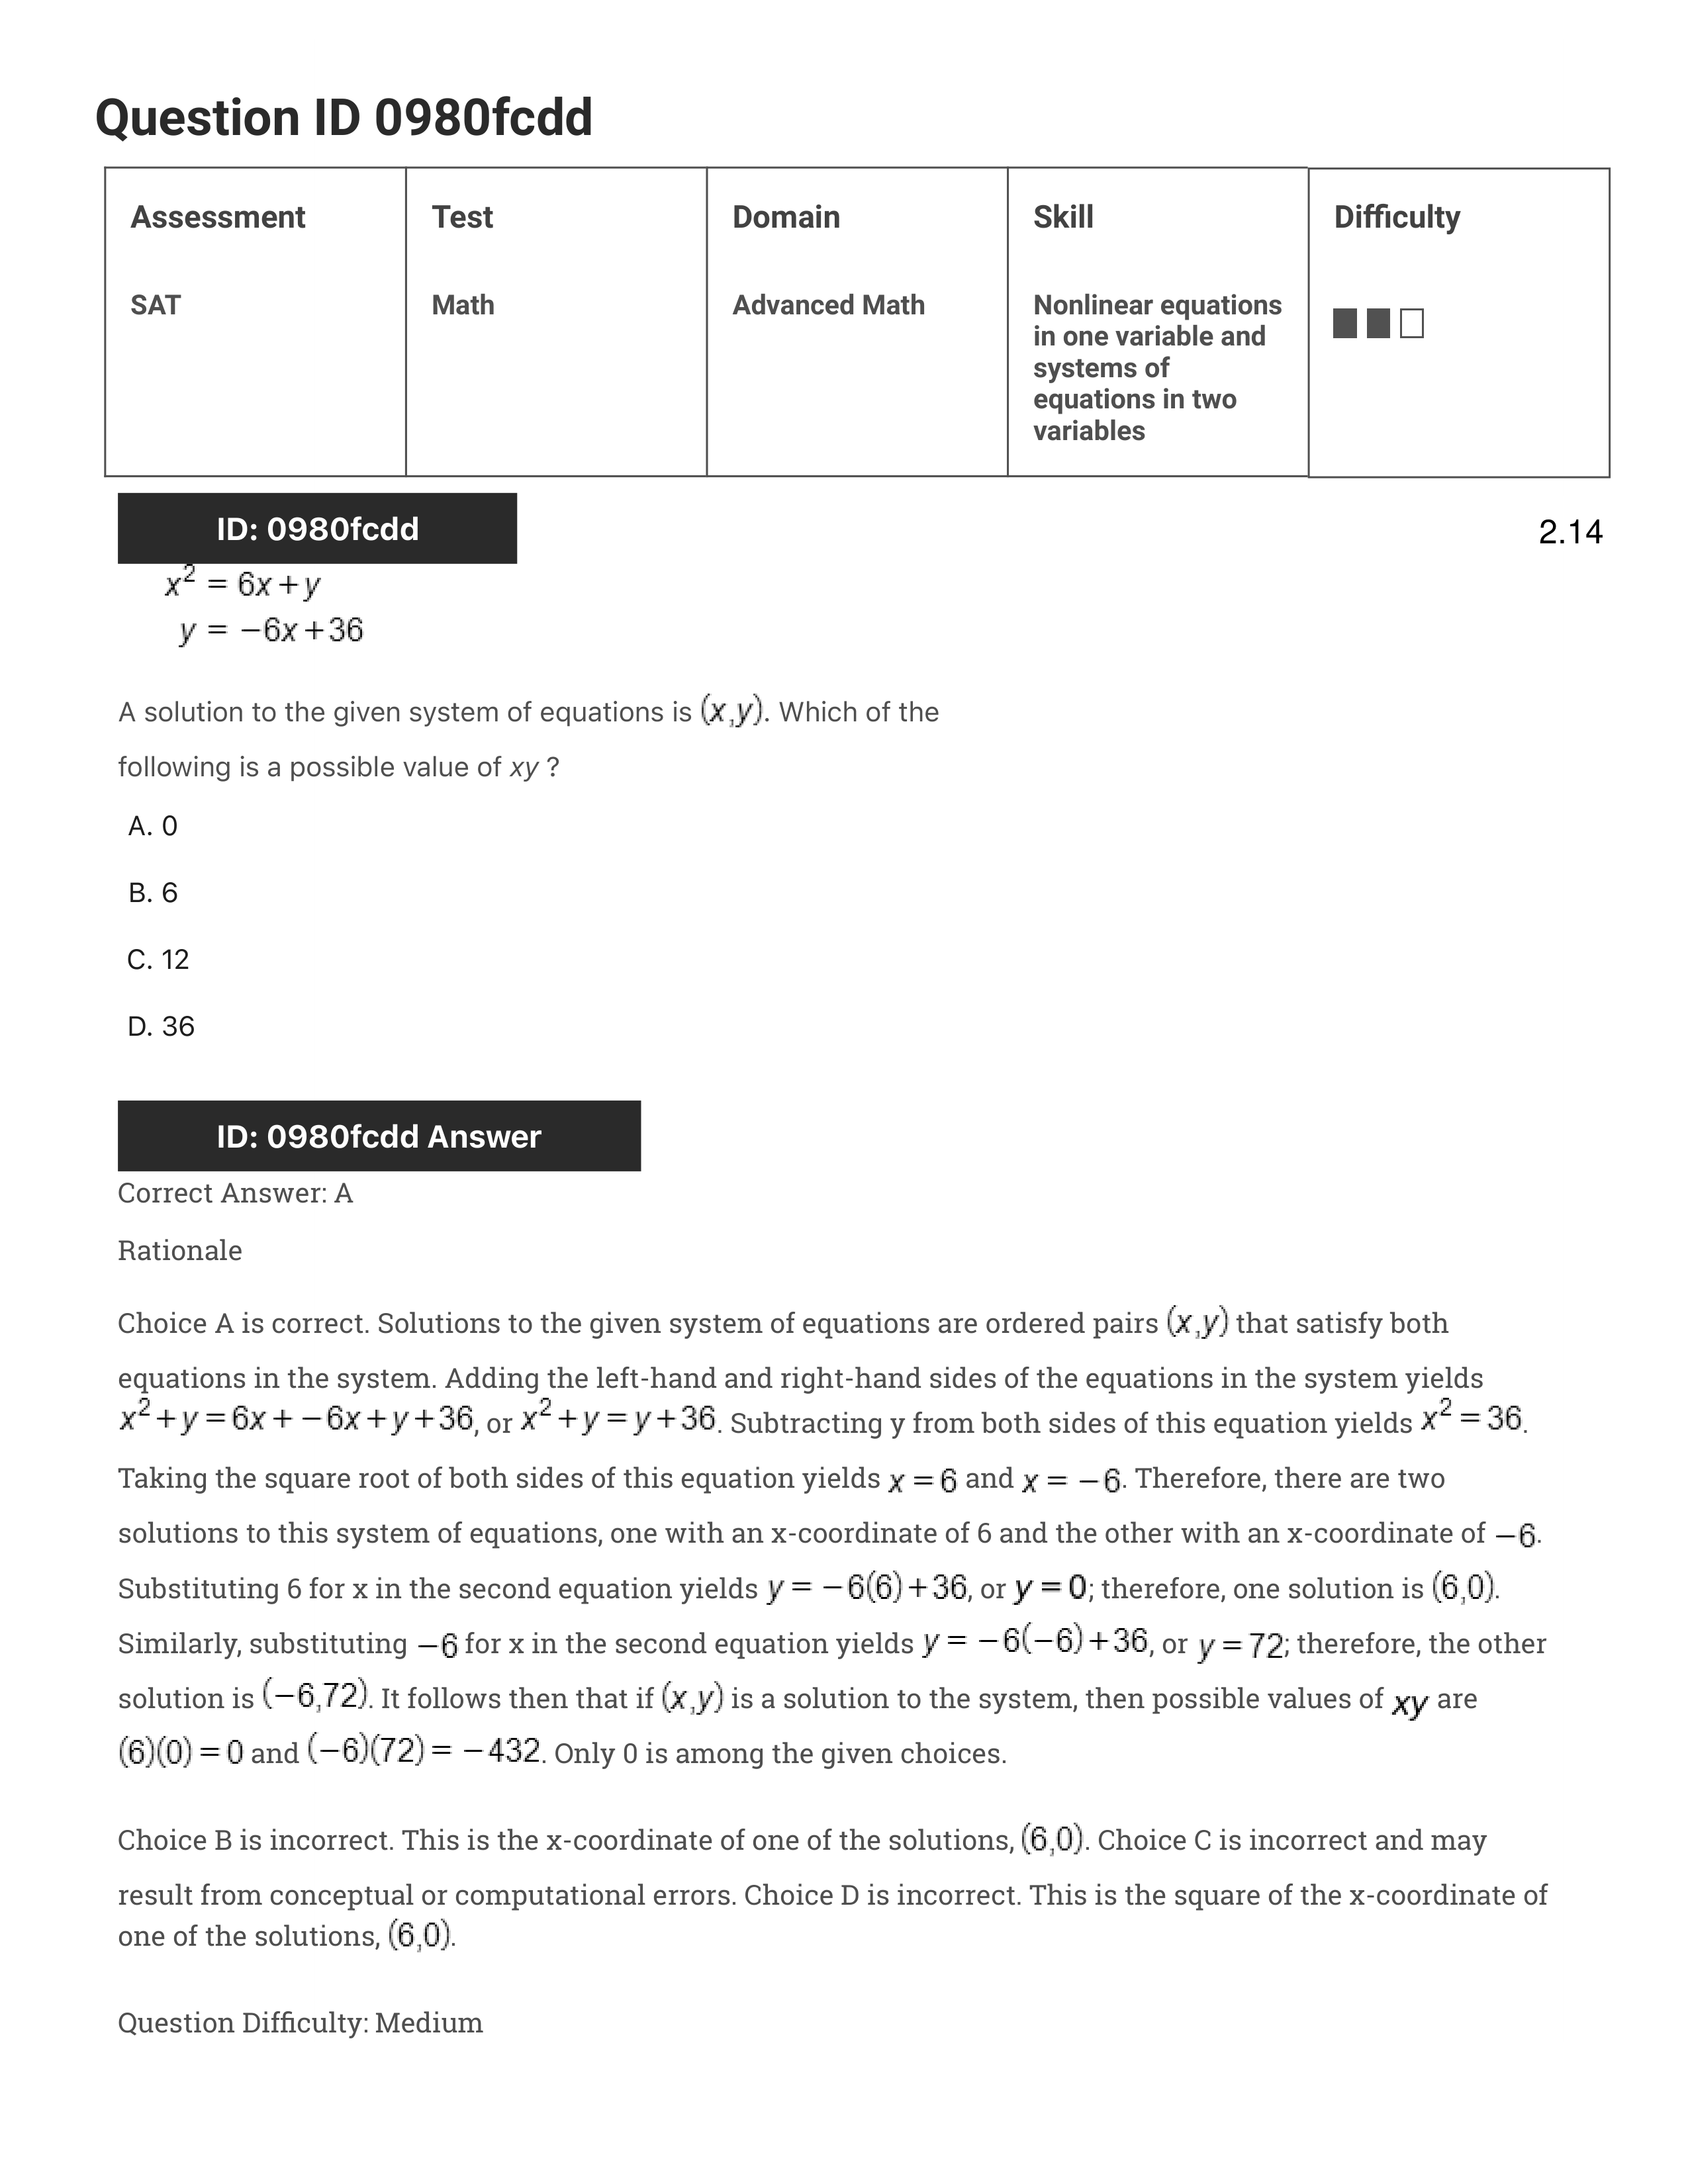 Question ID 0980fcdd
Assessment Test Domain Skill Difficulty
SAT Math Advanced Math Nonlinear equations
in one variable and
systems of
equations in two
variables
ID: 0980fcdd
2.14
x² = 6x + y
y = −6x + 36
A solution to the given system of equations is (x,y). Which of the
following is a possible value of xy ?
A. 0
B. 6
C. 12
D. 36
ID: 0980fcdd Answer
Correct Answer: A
Rationale
Choice A is correct. Solutions to the given system of equations are ordered pairs (x,y) that satisfy both
equations in the system. Adding the left-hand and right-hand sides of the equations in the system yields
x² + y = 6x + −6x + y + 36, or x² + y = y + 36. Subtracting y from both sides of this equation yields x² = 36.
Taking the square root of both sides of this equation yields x = 6 and x = −6. Therefore, there are two
solutions to this system of equations, one with an x-coordinate of 6 and the other with an x-coordinate of −6.
Substituting 6 for x in the second equation yields y = −6(6) + 36, or y = 0; therefore, one solution is (6,0).
Similarly, substituting −6 for x in the second equation yields y = −6(−6) + 36, or y = 72; therefore, the other
solution is (−6,72). It follows then that if (x,y) is a solution to the system, then possible values of xy are
(6)(0) = 0 and (−6)(72) = −432. Only 0 is among the given choices.
Choice B is incorrect. This is the x-coordinate of one of the solutions, (6,0). Choice C is incorrect and may
result from conceptual or computational errors. Choice D is incorrect. This is the square of the x-coordinate of
one of the solutions, (6,0).
Question Difficulty: Medium